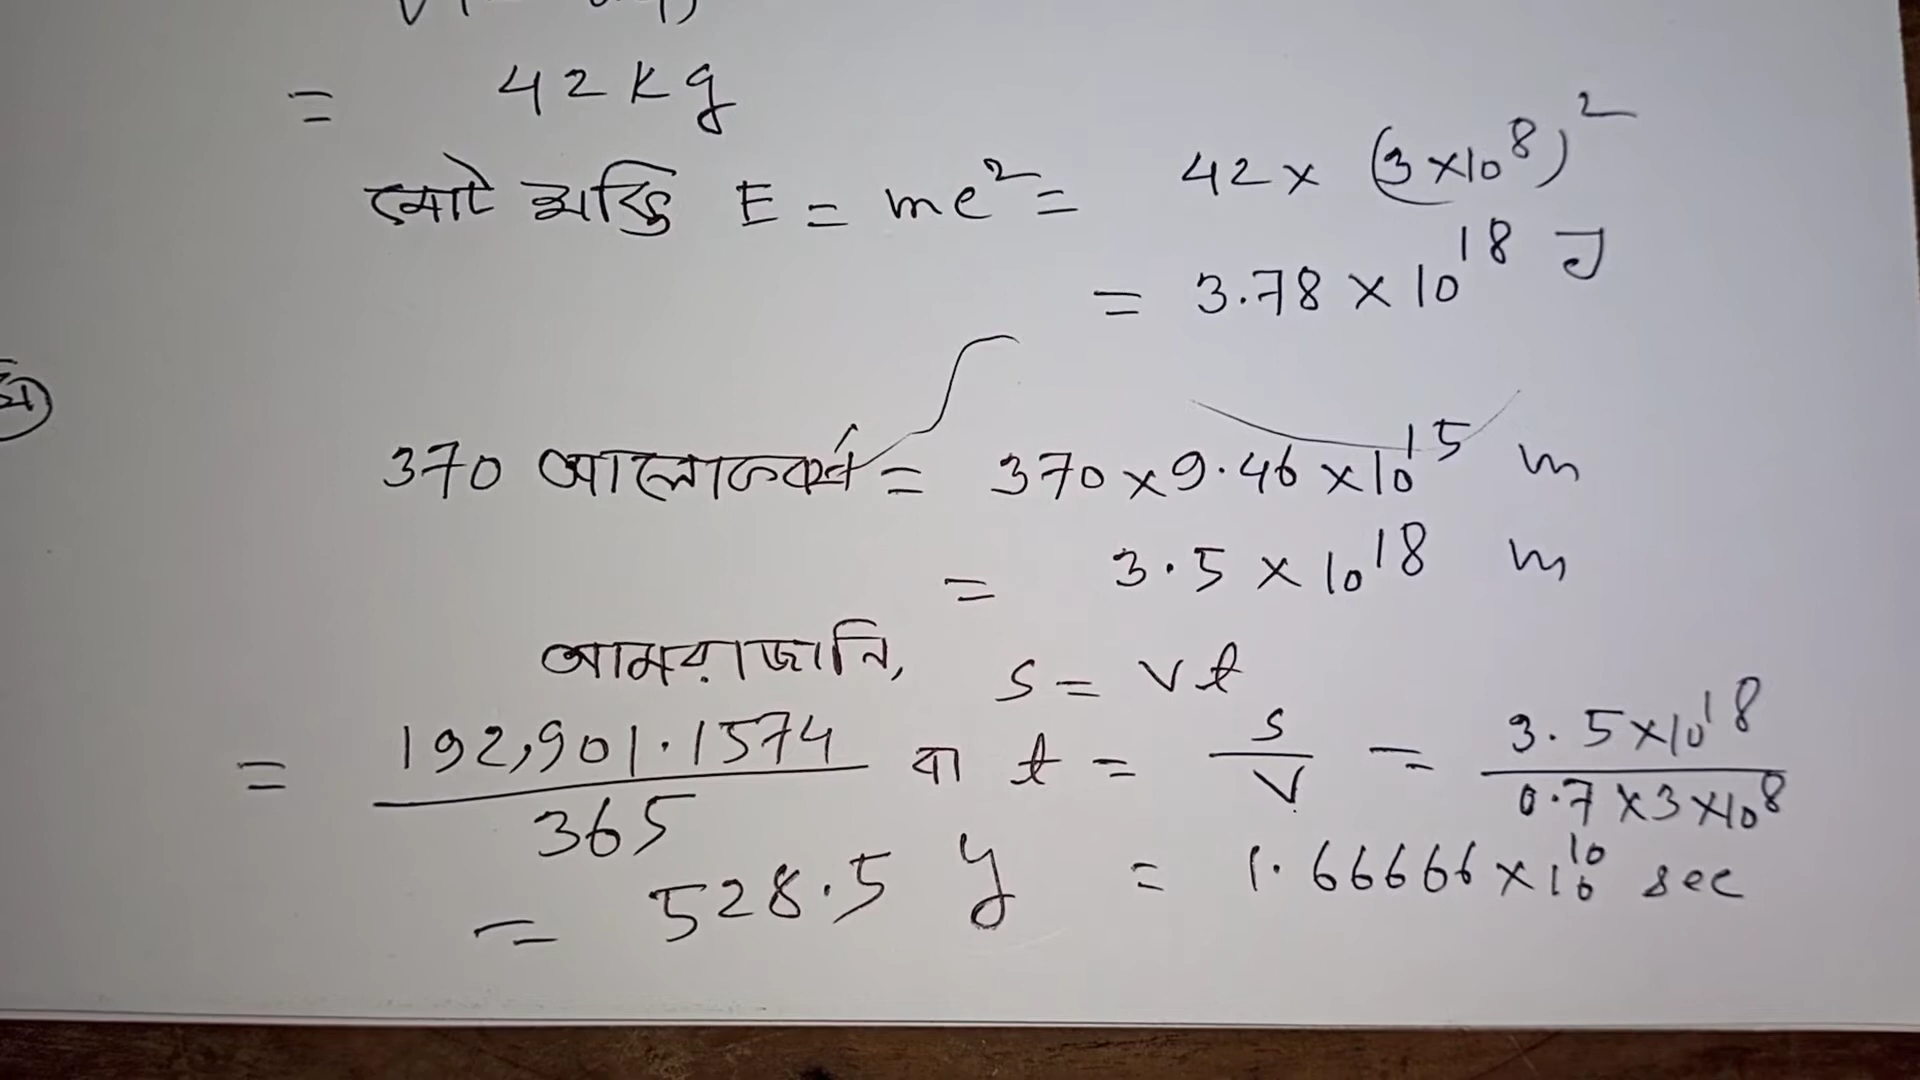 = 42 kg
মোট শক্তি E = mc² = 42 × (3×10⁸)²
= 3.78 × 10¹⁸ J
370 আলোকবর্ষ = 370 × 9.46 × 10¹⁵ m
= 3.5 × 10¹⁸ m
আমরা জানি, s = vt
বা t = s/v = 3.5×10¹⁸ / 0.7×3×10⁸
= 1.66666 × 10¹⁰ sec
= 192,901.1574 / 365
= 528.5 y